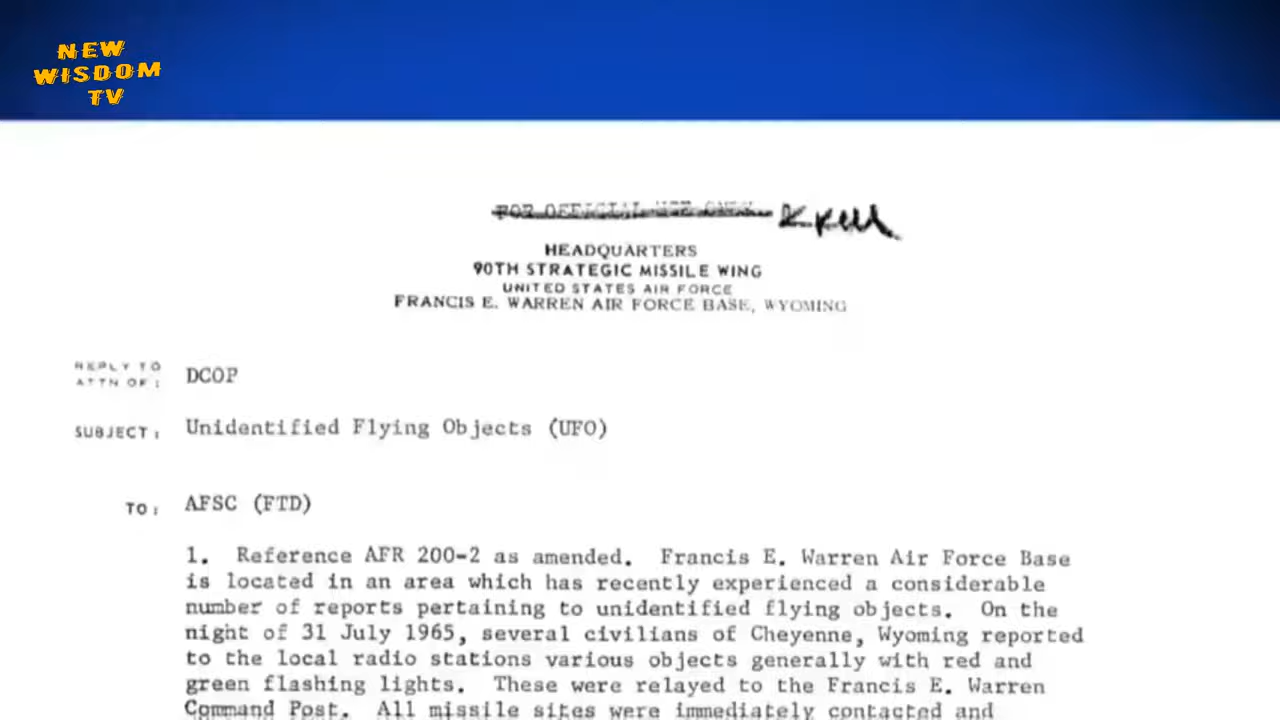 NEW
WISDOM
TV
FOR OFFICIAL USE ONLY
HEADQUARTERS
90TH STRATEGIC MISSILE WING
UNITED STATES AIR FORCE
FRANCIS E. WARREN AIR FORCE BASE, WYOMING
REPLY TO
ATTN OF: DCOP
SUBJECT: Unidentified Flying Objects (UFO)
TO: AFSC (FTD)
1. Reference AFR 200-2 as amended. Francis E. Warren Air Force Base
is located in an area which has recently experienced a considerable
number of reports pertaining to unidentified flying objects. On the
night of 31 July 1965, several civilians of Cheyenne, Wyoming reported
to the local radio stations various objects generally with red and
green flashing lights. These were relayed to the Francis E. Warren
Command Post. All missile sites were immediately contacted and